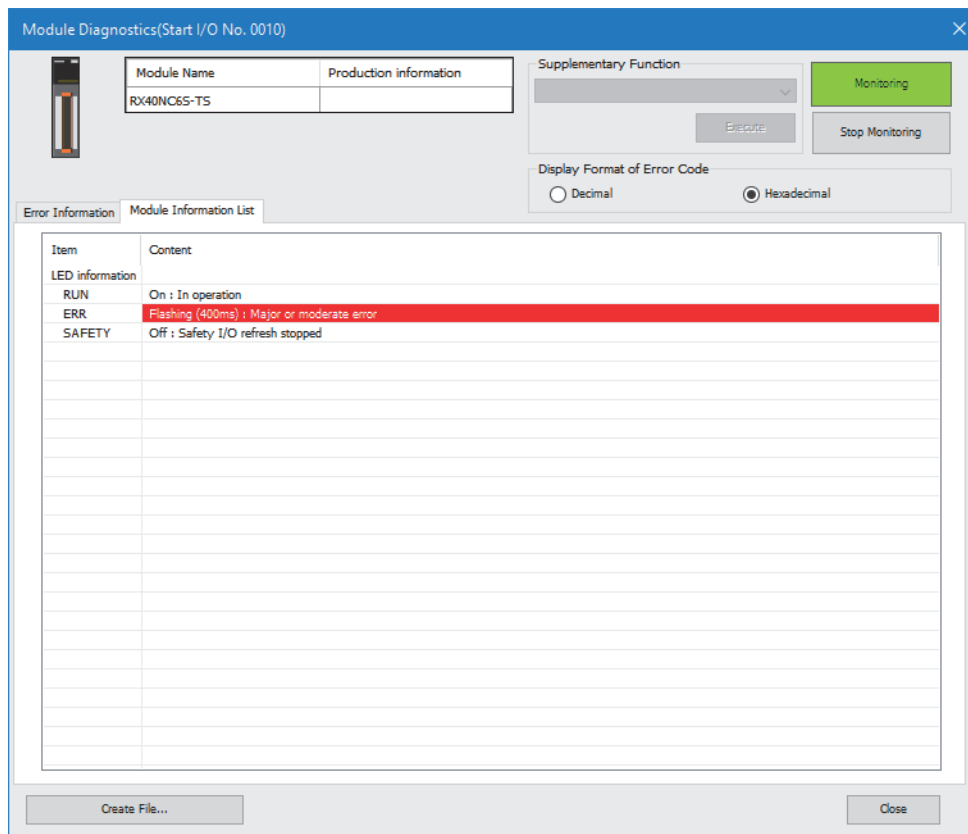 Module Diagnostics(Start I/O No. 0010)
Module Name Production information
RX40NC6S-TS
Supplementary Function
Execute
Monitoring
Stop Monitoring
Display Format of Error Code
Decimal Hexadecimal
Error Information Module Information List
Item Content
LED information
RUN On : In operation
ERR Flashing (400ms) : Major or moderate error
SAFETY Off : Safety I/O refresh stopped
Create File... Close